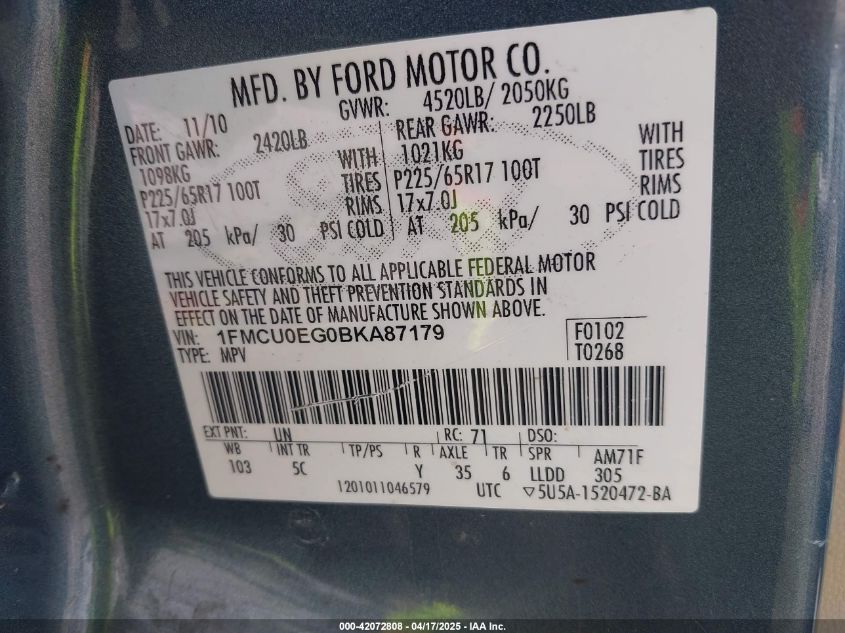 MFD. BY FORD MOTOR CO.
DATE: 11/10 GVWR: 4520LB/ 2050KG
FRONT GAWR: 2420LB REAR GAWR: 2250LB
1098KG WITH 1021KG WITH
P225/65R17 100T TIRES P225/65R17 100T TIRES
17x7.0J RIMS 17x7.0J RIMS
AT 205 kPa/ 30 PSI COLD AT 205 kPa/ 30 PSI COLD
THIS VEHICLE CONFORMS TO ALL APPLICABLE FEDERAL MOTOR
VEHICLE SAFETY AND THEFT PREVENTION STANDARDS IN
EFFECT ON THE DATE OF MANUFACTURE SHOWN ABOVE.
VIN: 1FMCU0EG0BKA87179 F0102
TYPE: MPV T0268
EXT PNT: UN RC: 71 DSO:
WB INT TR TP/PS R AXLE TR SPR AM71F
103 5C Y 35 6 LLDD 305
1201011046579 UTC ▽5U5A-1520472-BA
000-42072808 - 04/17/2025 - IAA Inc.